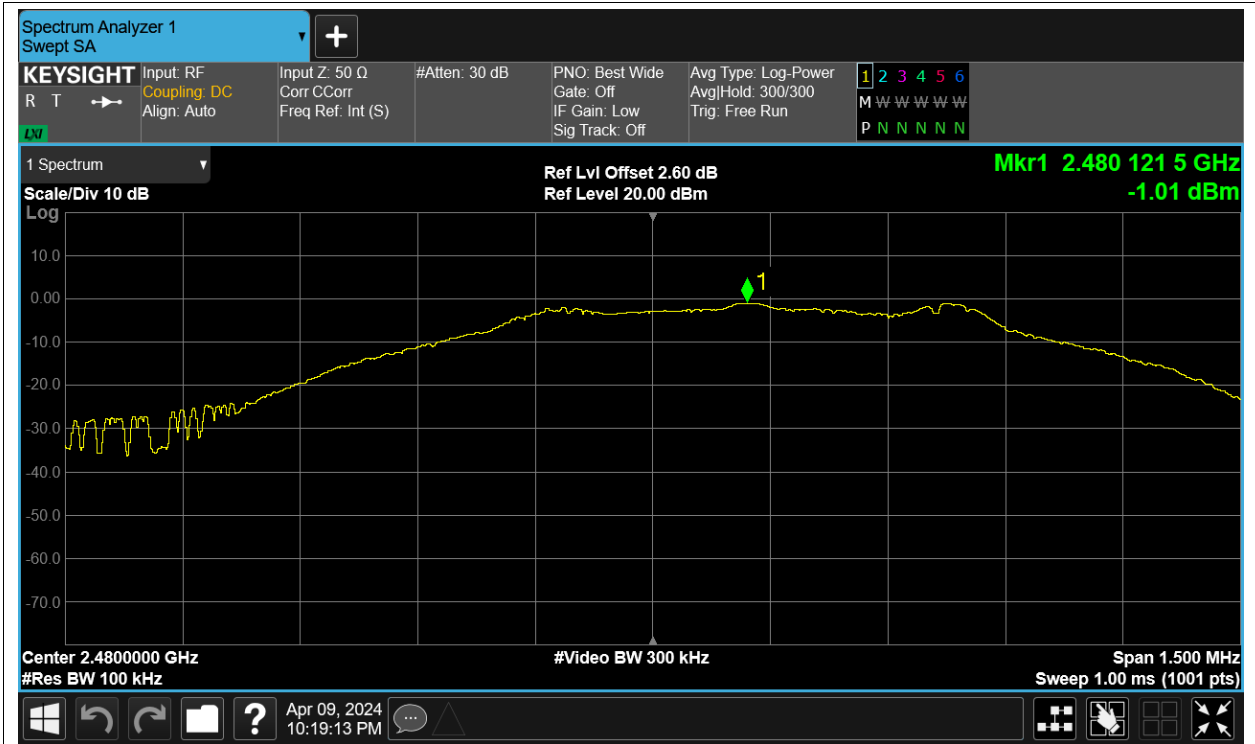 Spectrum Analyzer 1
Swept SA
KEYSIGHT
R T
LXI
Input: RF
Coupling: DC
Align: Auto
Input Z: 50 Ω
Corr CCorr
Freq Ref: Int (S)
#Atten: 30 dB
PNO: Best Wide
Gate: Off
IF Gain: Low
Sig Track: Off
Avg Type: Log-Power
Avg|Hold: 300/300
Trig: Free Run
1 2 3 4 5 6
M W W W W W
P N N N N N
1 Spectrum
Scale/Div 10 dB
Log
Ref Lvl Offset 2.60 dB
Ref Level 20.00 dBm
Mkr1 2.480 121 5 GHz
-1.01 dBm
1
10.0
0.00
-10.0
-20.0
-30.0
-40.0
-50.0
-60.0
-70.0
Center 2.4800000 GHz
#Res BW 100 kHz
#Video BW 300 kHz
Span 1.500 MHz
Sweep 1.00 ms (1001 pts)
?
Apr 09, 2024
10:19:13 PM